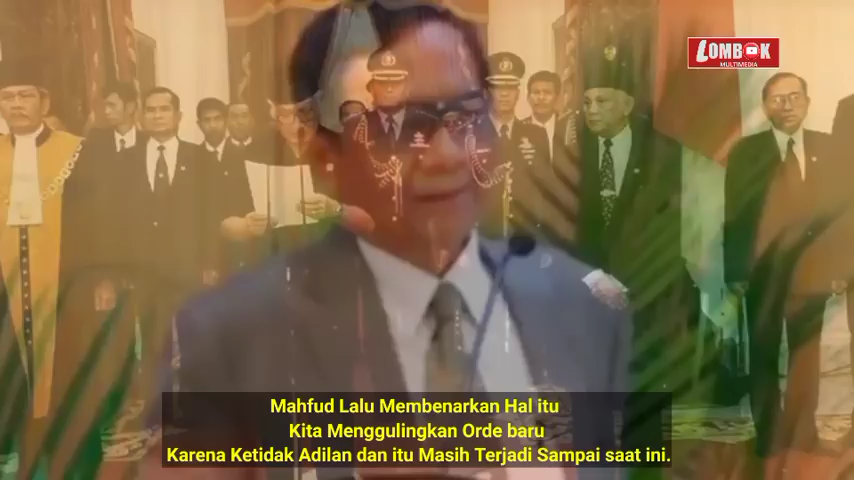 LOMBOK
MULTIMEDIA
Mahfud Lalu Membenarkan Hal itu
Kita Menggulingkan Orde baru
Karena Ketidak Adilan dan itu Masih Terjadi Sampai saat ini.